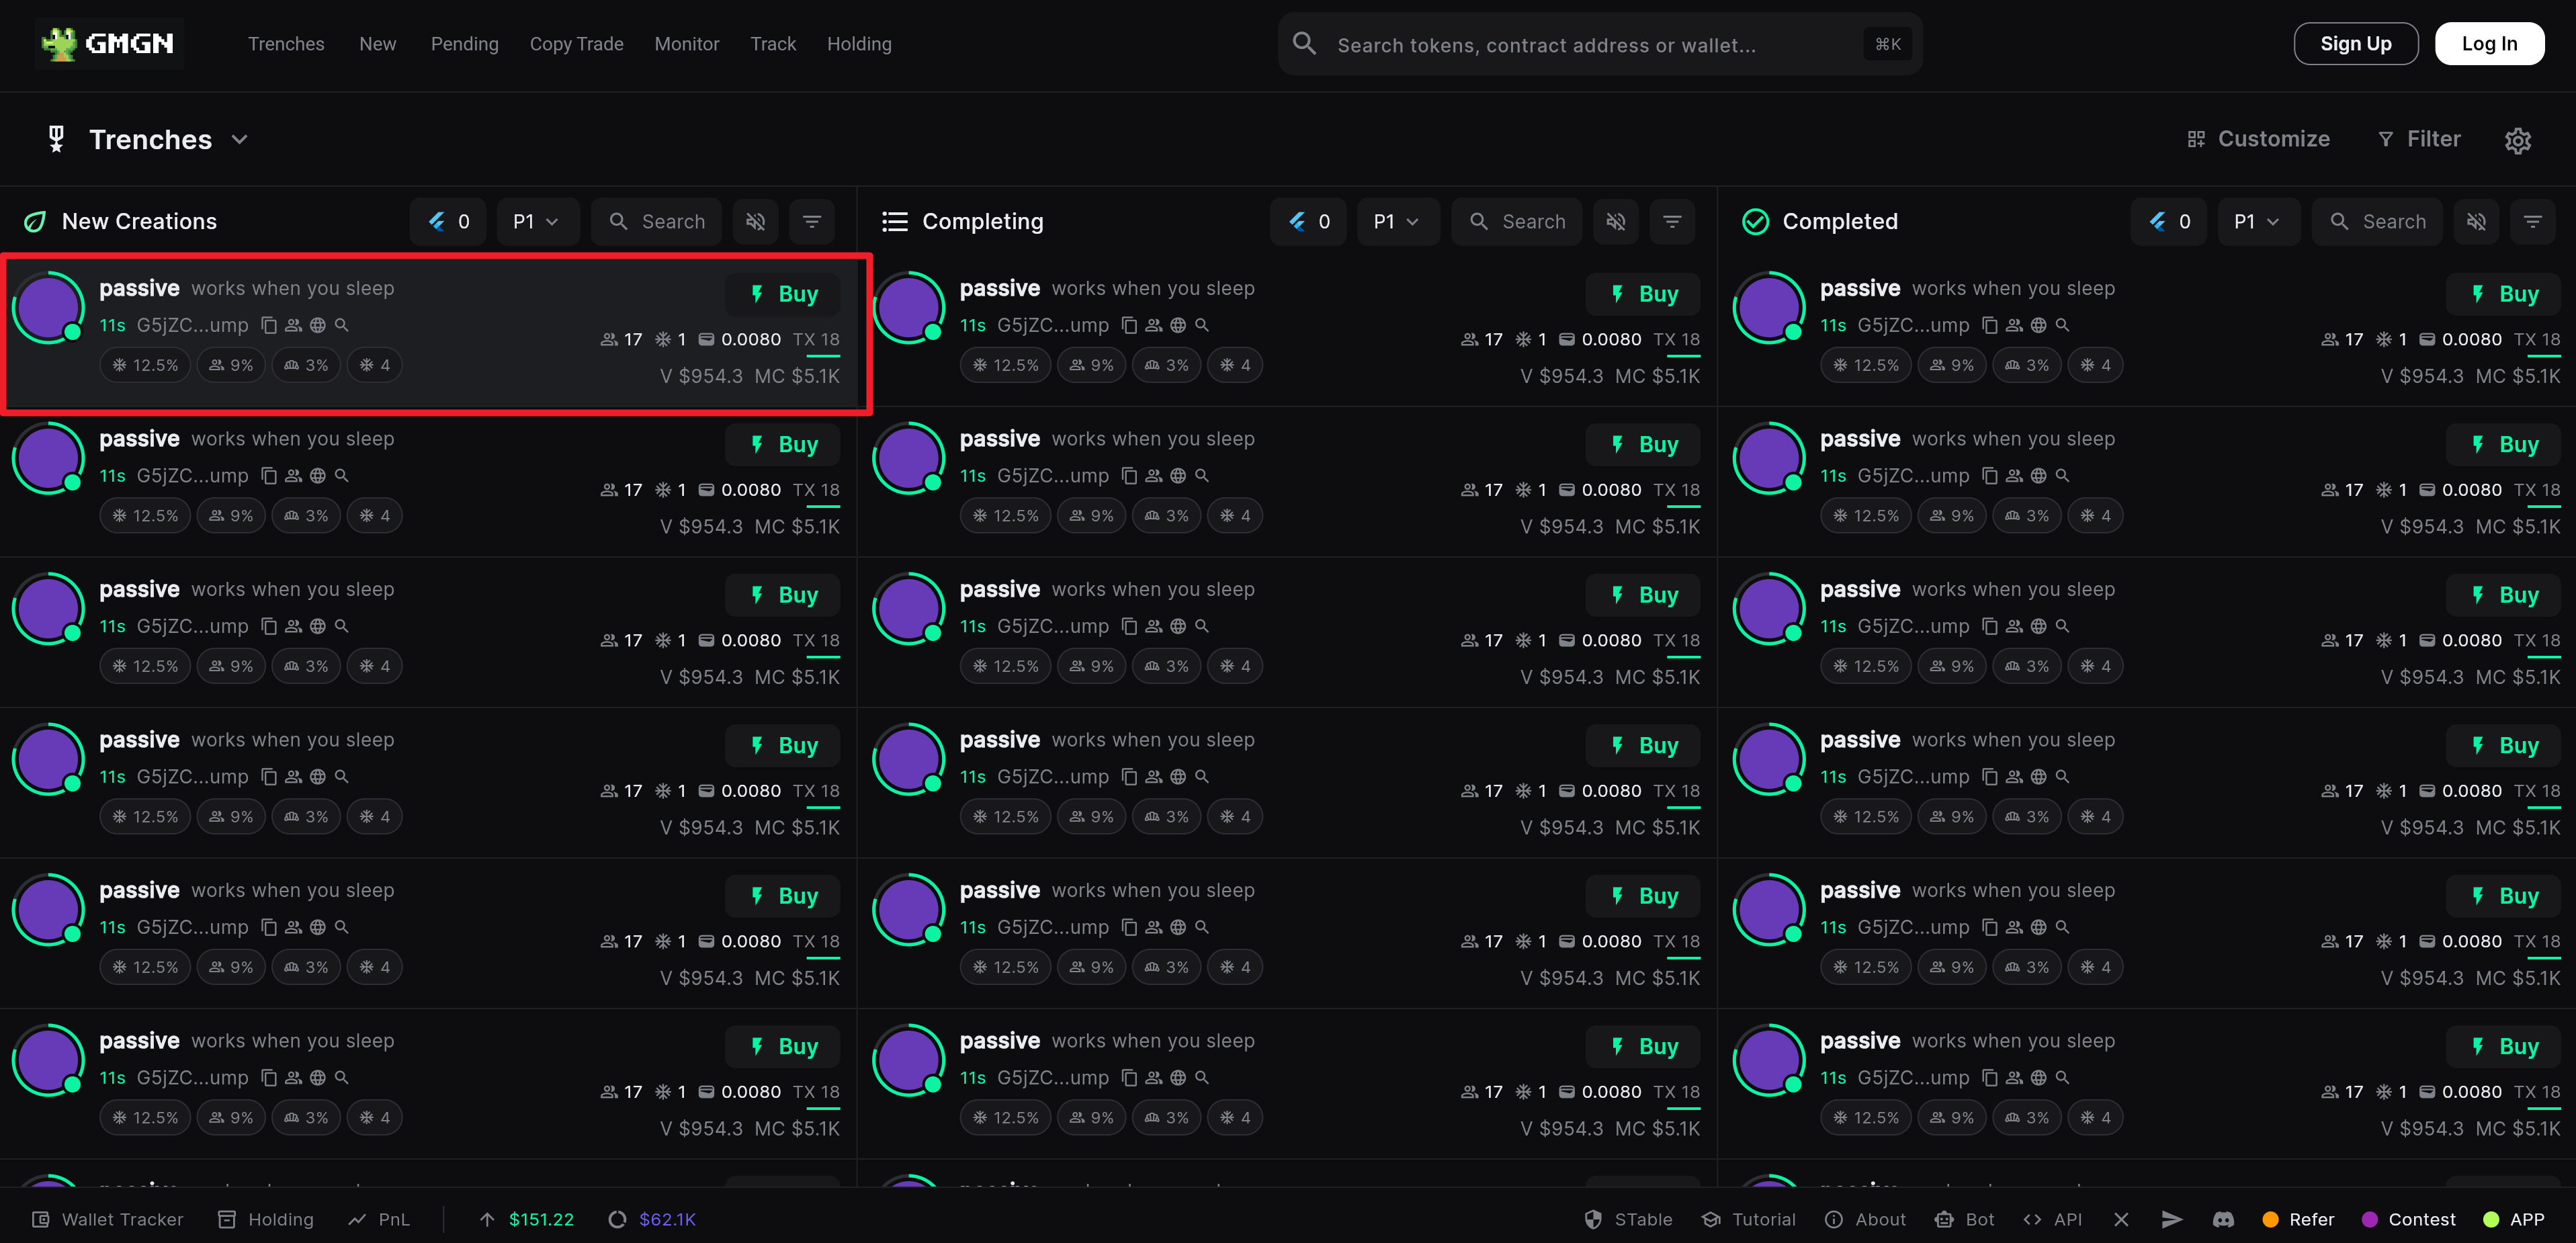 GMGN Trenches New Pending Copy Trade Monitor Track Holding Search tokens, contract address or wallet... ⌘K Sign Up Log In
Trenches Customize Filter
New Creations 0 P1 Search
Completing 0 P1 Search
Completed 0 P1 Search
passive works when you sleep Buy
11s G5jZC...ump 17 1 0.0080 TX 18
12.5% 9% 3% 4 V $954.3 MC $5.1K
passive works when you sleep Buy
11s G5jZC...ump 17 1 0.0080 TX 18
12.5% 9% 3% 4 V $954.3 MC $5.1K
passive works when you sleep Buy
11s G5jZC...ump 17 1 0.0080 TX 18
12.5% 9% 3% 4 V $954.3 MC $5.1K
passive works when you sleep Buy
11s G5jZC...ump 17 1 0.0080 TX 18
12.5% 9% 3% 4 V $954.3 MC $5.1K
passive works when you sleep Buy
11s G5jZC...ump 17 1 0.0080 TX 18
12.5% 9% 3% 4 V $954.3 MC $5.1K
passive works when you sleep Buy
11s G5jZC...ump 17 1 0.0080 TX 18
12.5% 9% 3% 4 V $954.3 MC $5.1K
passive works when you sleep Buy
11s G5jZC...ump 17 1 0.0080 TX 18
12.5% 9% 3% 4 V $954.3 MC $5.1K
passive works when you sleep Buy
11s G5jZC...ump 17 1 0.0080 TX 18
12.5% 9% 3% 4 V $954.3 MC $5.1K
passive works when you sleep Buy
11s G5jZC...ump 17 1 0.0080 TX 18
12.5% 9% 3% 4 V $954.3 MC $5.1K
passive works when you sleep Buy
11s G5jZC...ump 17 1 0.0080 TX 18
12.5% 9% 3% 4 V $954.3 MC $5.1K
passive works when you sleep Buy
11s G5jZC...ump 17 1 0.0080 TX 18
12.5% 9% 3% 4 V $954.3 MC $5.1K
passive works when you sleep Buy
11s G5jZC...ump 17 1 0.0080 TX 18
12.5% 9% 3% 4 V $954.3 MC $5.1K
passive works when you sleep Buy
11s G5jZC...ump 17 1 0.0080 TX 18
12.5% 9% 3% 4 V $954.3 MC $5.1K
passive works when you sleep Buy
11s G5jZC...ump 17 1 0.0080 TX 18
12.5% 9% 3% 4 V $954.3 MC $5.1K
passive works when you sleep Buy
11s G5jZC...ump 17 1 0.0080 TX 18
12.5% 9% 3% 4 V $954.3 MC $5.1K
passive works when you sleep Buy
11s G5jZC...ump 17 1 0.0080 TX 18
12.5% 9% 3% 4 V $954.3 MC $5.1K
passive works when you sleep Buy
11s G5jZC...ump 17 1 0.0080 TX 18
12.5% 9% 3% 4 V $954.3 MC $5.1K
passive works when you sleep Buy
11s G5jZC...ump 17 1 0.0080 TX 18
12.5% 9% 3% 4 V $954.3 MC $5.1K
Wallet Tracker Holding PnL $151.22 $62.1K STable Tutorial About Bot API Refer Contest APP